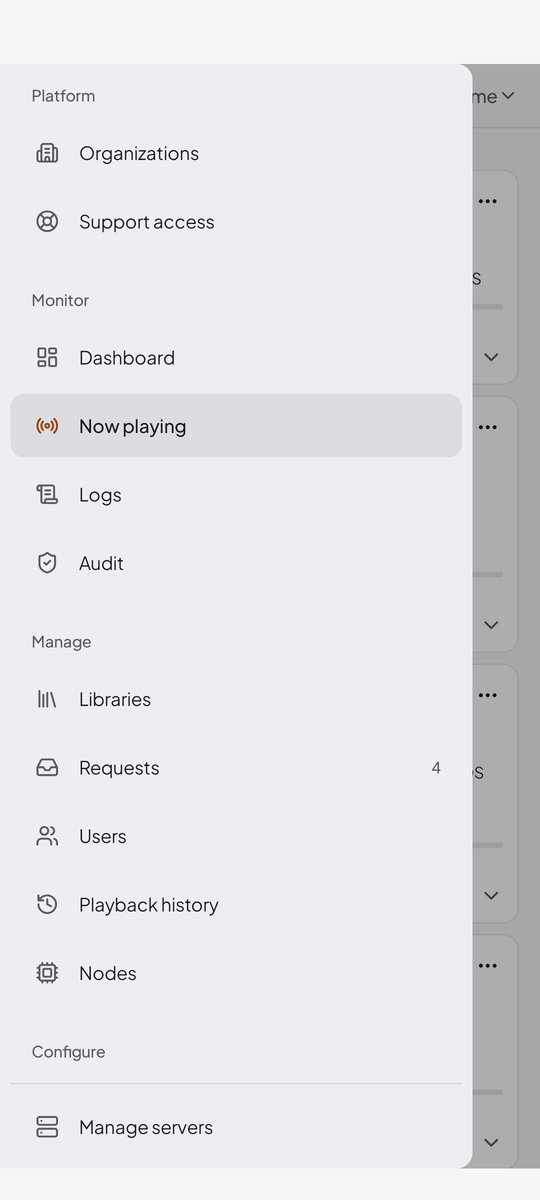 Platform
Organizations
Support access
Monitor
Dashboard
Now playing
Logs
Audit
Manage
Libraries
Requests
4
Users
Playback history
Nodes
Configure
Manage servers